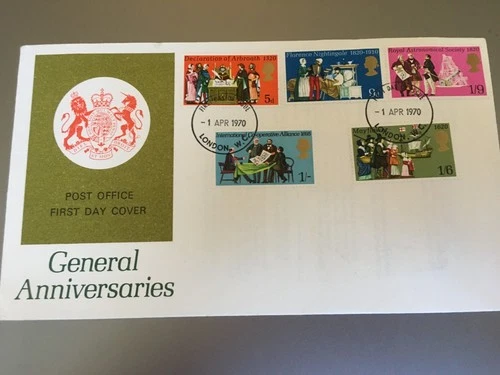 Declaration of Arbroath 1320
5d
Florence Nightingale 1820-1910
9d
Royal Astronomical Society 1820
1/9
International Co-operative Alliance 1895
1/-
1620
1/6
- 1 APR 1970
LONDON, W.C.
- 1 APR 1970
LONDON, W.C.
POST OFFICE
FIRST DAY COVER
General
Anniversaries